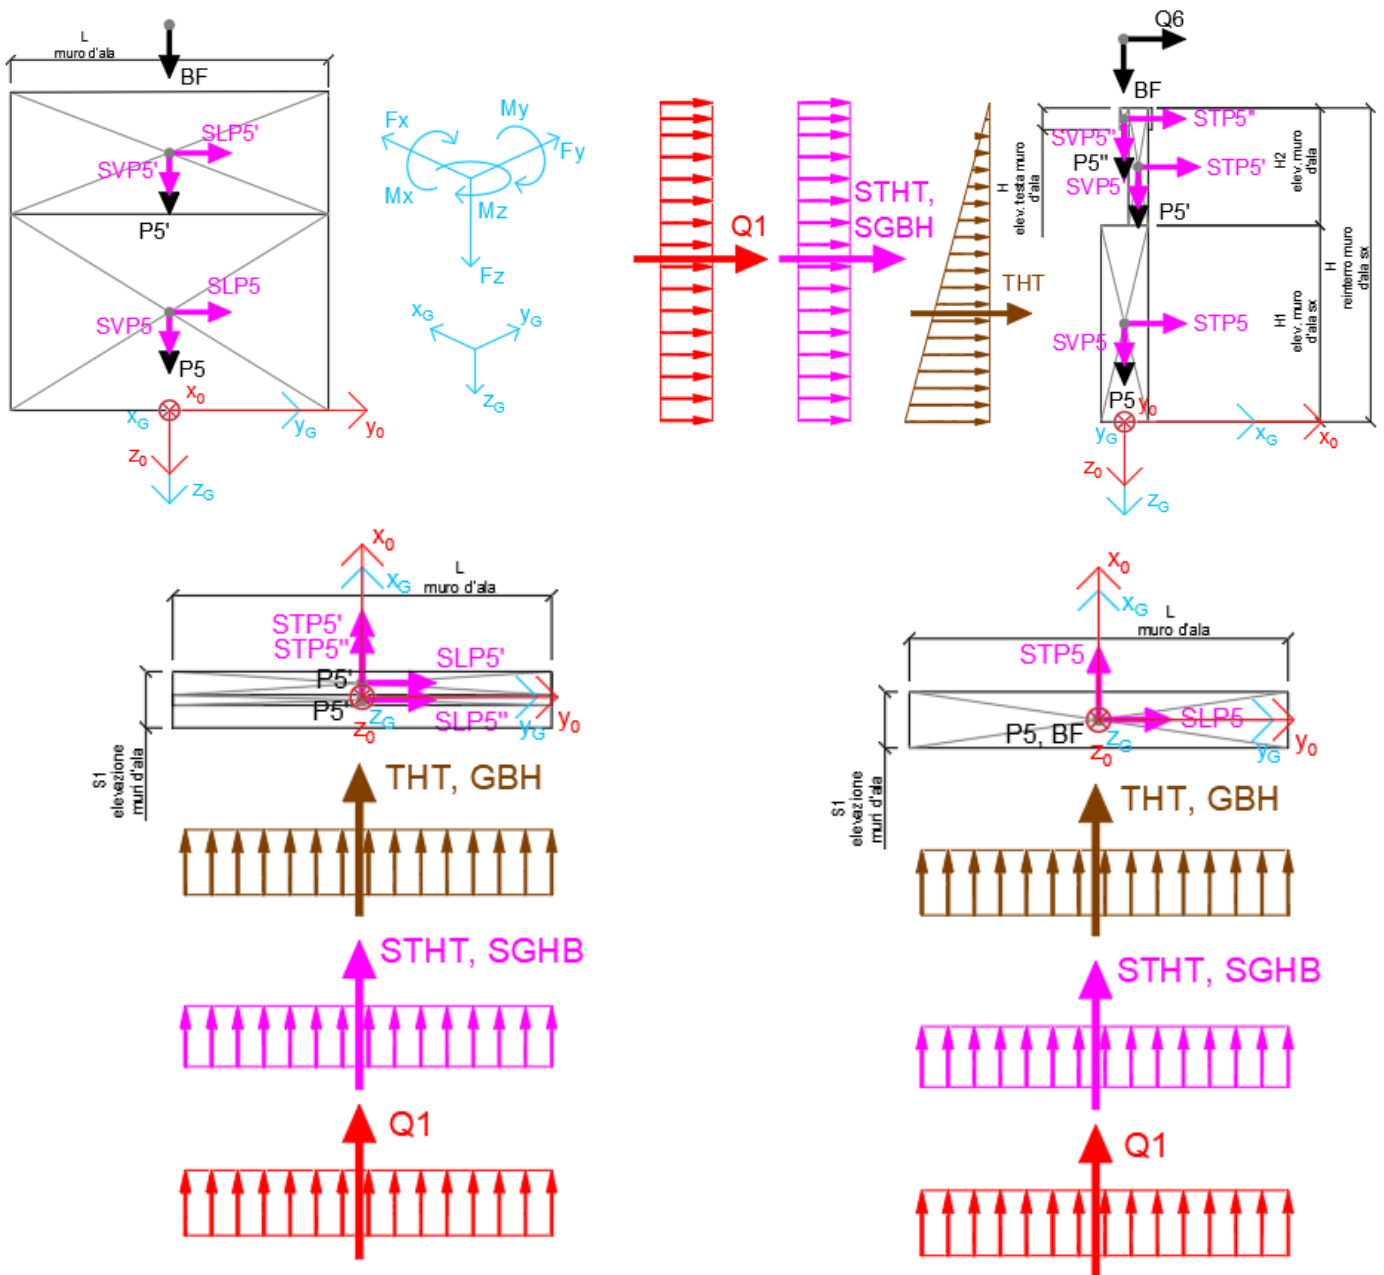 L
muro d'ala
BF
SLP5'
SVP5'
P5'
SLP5
SVP5
P5
x0
xG
yG
y0
z0
zG
Fx
My
Fy
Mx
Mz
Fz
xG
yG
zG
Q1
STHT,
SGBH
THT
Q6
BF
STP5"
SVP5"
P5"
STP5'
SVP5'
P5'
STP5
SVP5
P5
H
elev. testa muro
d'ala
H2
elev. muro
d'ala
H1
elev. muro
d'ala sx
H
reinterro muro
d'ala sx
y0
yG
xG
x0
z0
zG
x0
xG
L
muro d'ala
STP5'
STP5"
SLP5'
P5'
P5'
SLP5"
zG
z0
yG
y0
S1
elevazione
muri d'ala
THT, GBH
STHT, SGHB
Q1
x0
xG
L
muro d'ala
STP5
SLP5
P5, BF
zG
z0
yG
y0
S1
elevazione
muri d'ala
THT, GBH
STHT, SGHB
Q1